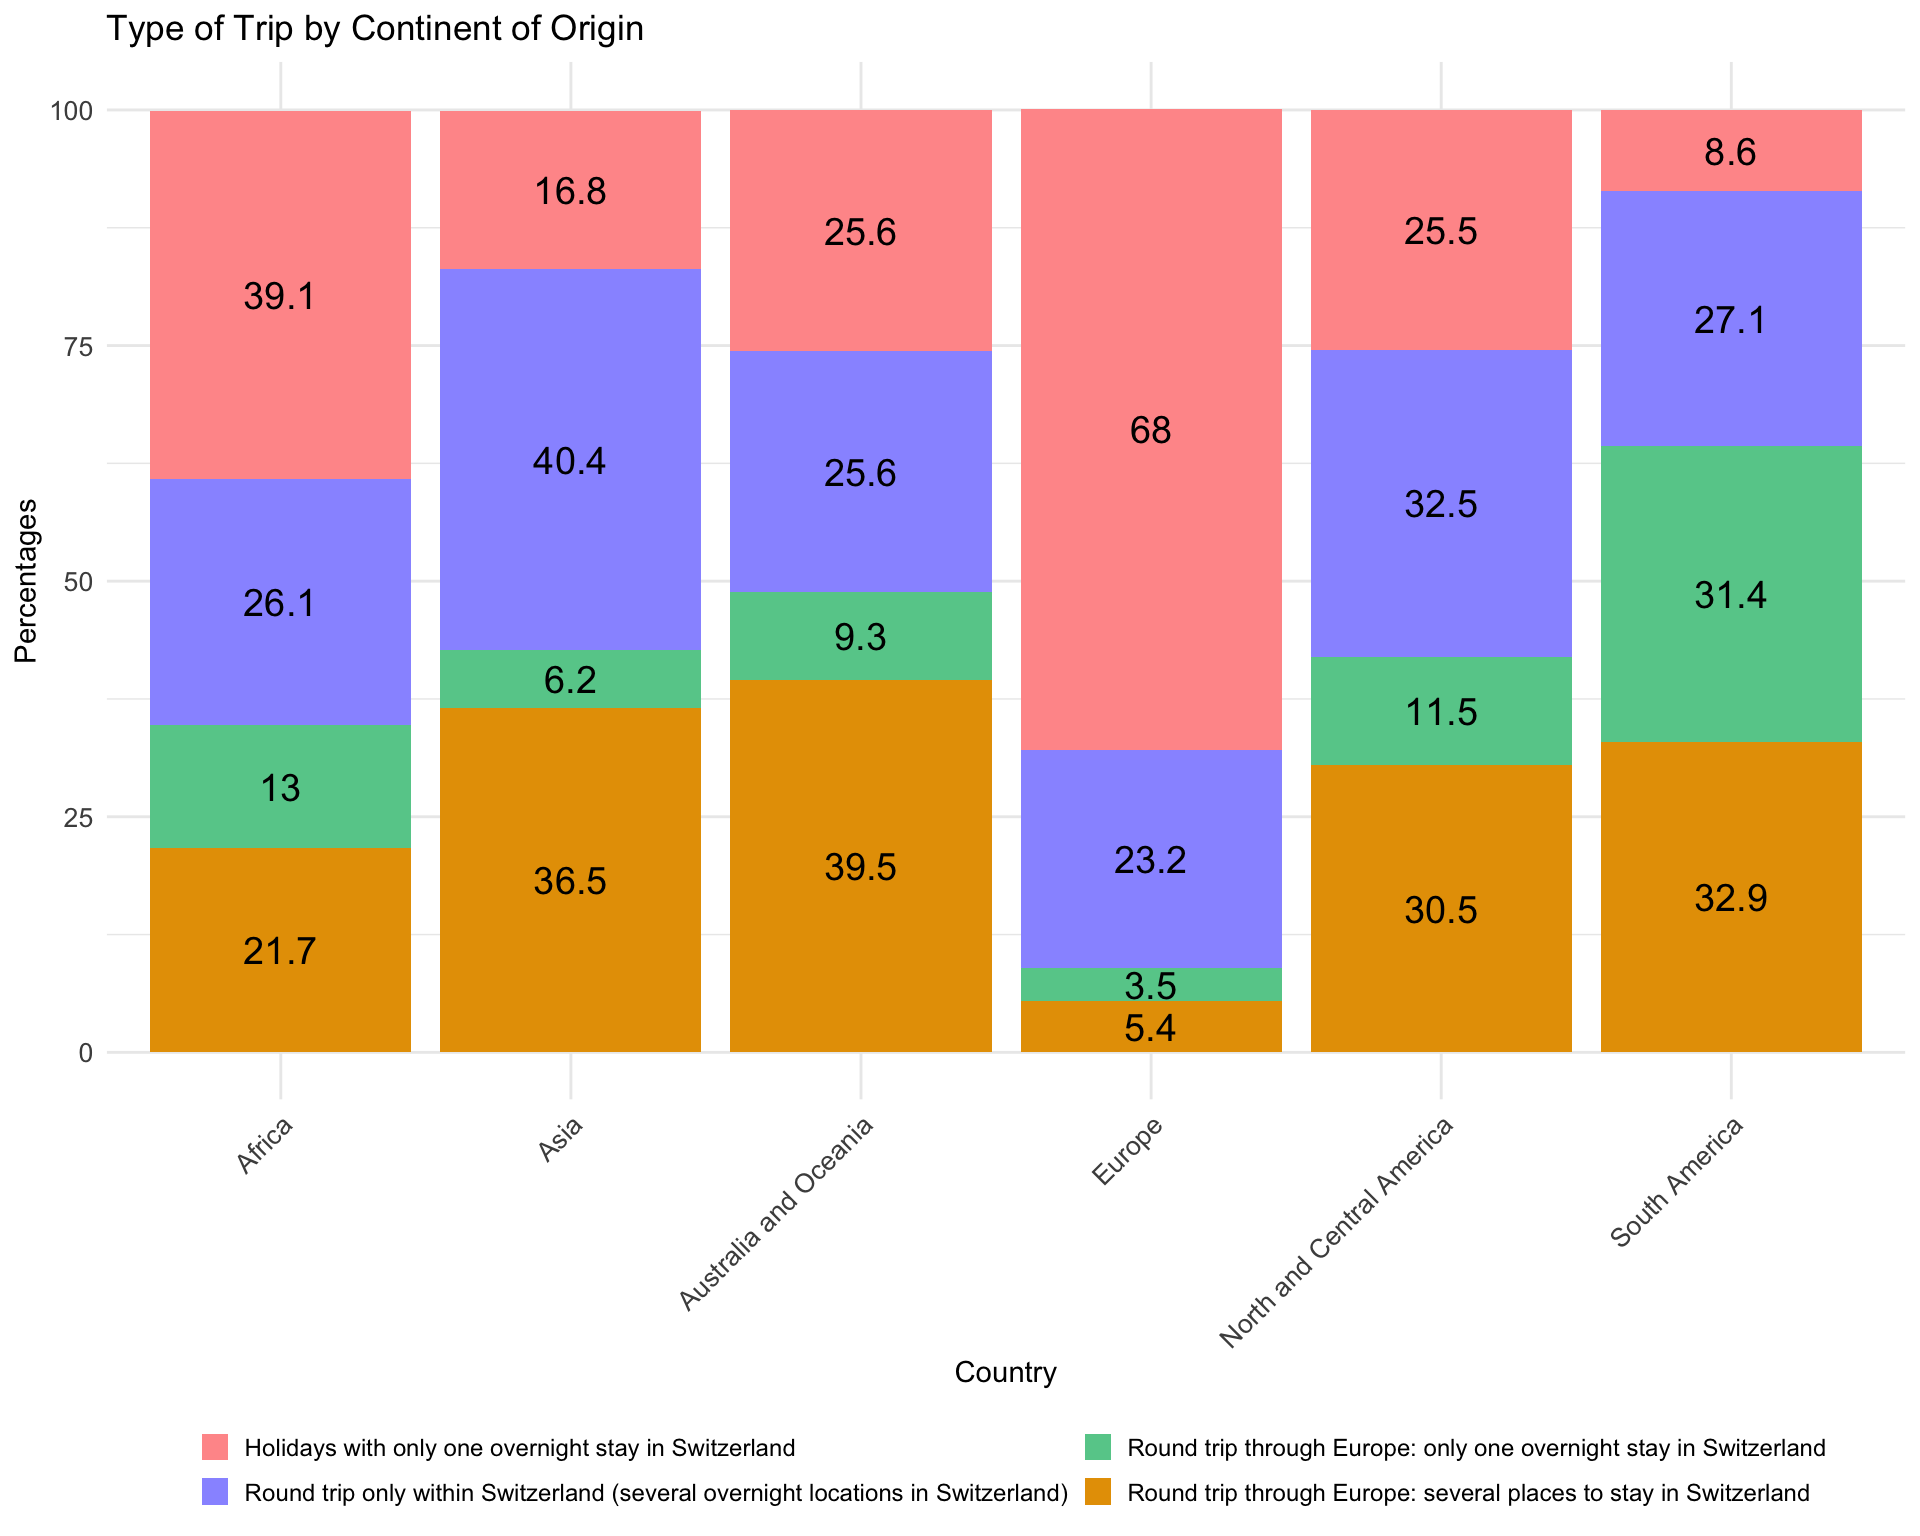 Type of Trip by Continent of Origin
Percentages
100
75
50
25
0
39.1
26.1
13
21.7
16.8
40.4
6.2
36.5
25.6
25.6
9.3
39.5
68
23.2
3.5
5.4
25.5
32.5
11.5
30.5
8.6
27.1
31.4
32.9
Africa
Asia
Australia and Oceania
Europe
North and Central America
South America
Country
Holidays with only one overnight stay in Switzerland
Round trip only within Switzerland (several overnight locations in Switzerland)
Round trip through Europe: only one overnight stay in Switzerland
Round trip through Europe: several places to stay in Switzerland